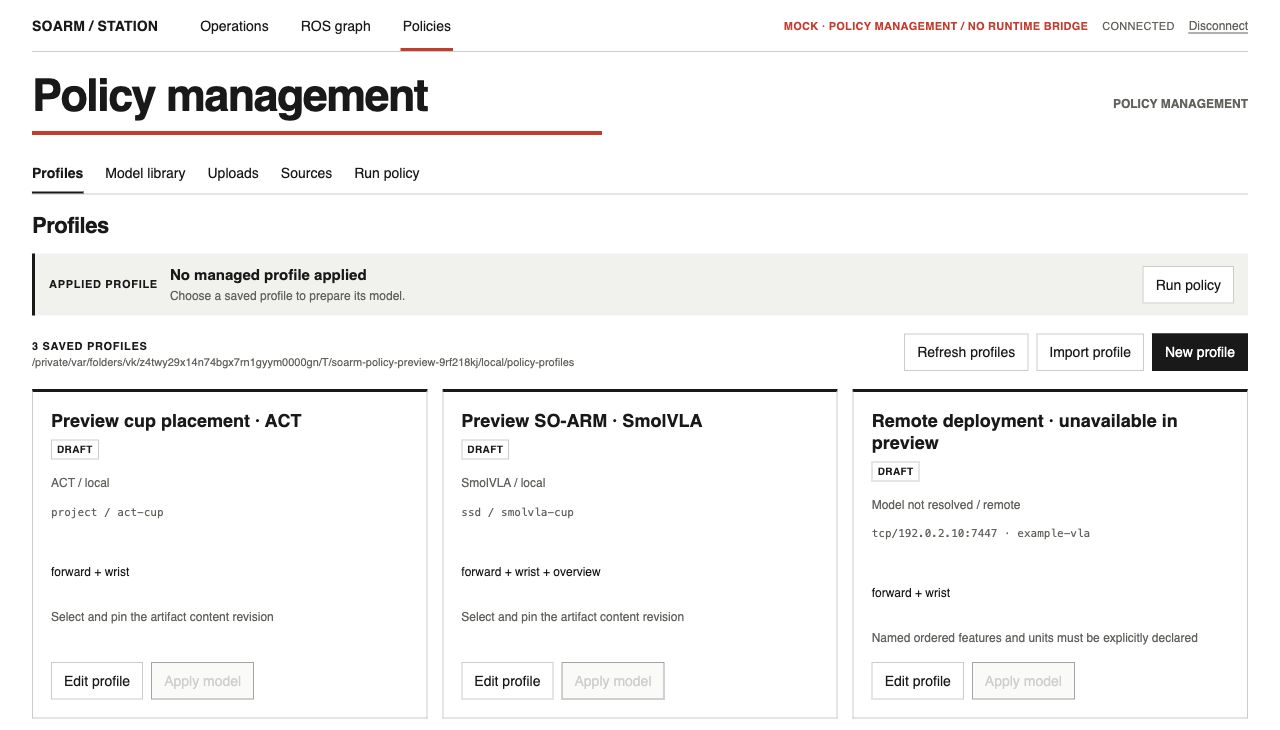 SOARM / STATION
Operations
ROS graph
Policies
MOCK · POLICY MANAGEMENT / NO RUNTIME BRIDGE
CONNECTED
Disconnect
Policy management
POLICY MANAGEMENT
Profiles
Model library
Uploads
Sources
Run policy
Profiles
APPLIED PROFILE
No managed profile applied
Choose a saved profile to prepare its model.
Run policy
3 SAVED PROFILES
/private/var/folders/vk/z4twy29x14n74bgx7rn1gyym0000gn/T/soarm-policy-preview-9rf218kj/local/policy-profiles
Refresh profiles
Import profile
New profile
Preview cup placement · ACT
DRAFT
ACT / local
project / act-cup
forward + wrist
Select and pin the artifact content revision
Edit profile
Apply model
Preview SO-ARM · SmolVLA
DRAFT
SmolVLA / local
ssd / smolvla-cup
forward + wrist + overview
Select and pin the artifact content revision
Edit profile
Apply model
Remote deployment · unavailable in
preview
DRAFT
Model not resolved / remote
tcp/192.0.2.10:7447 · example-vla
forward + wrist
Named ordered features and units must be explicitly declared
Edit profile
Apply model